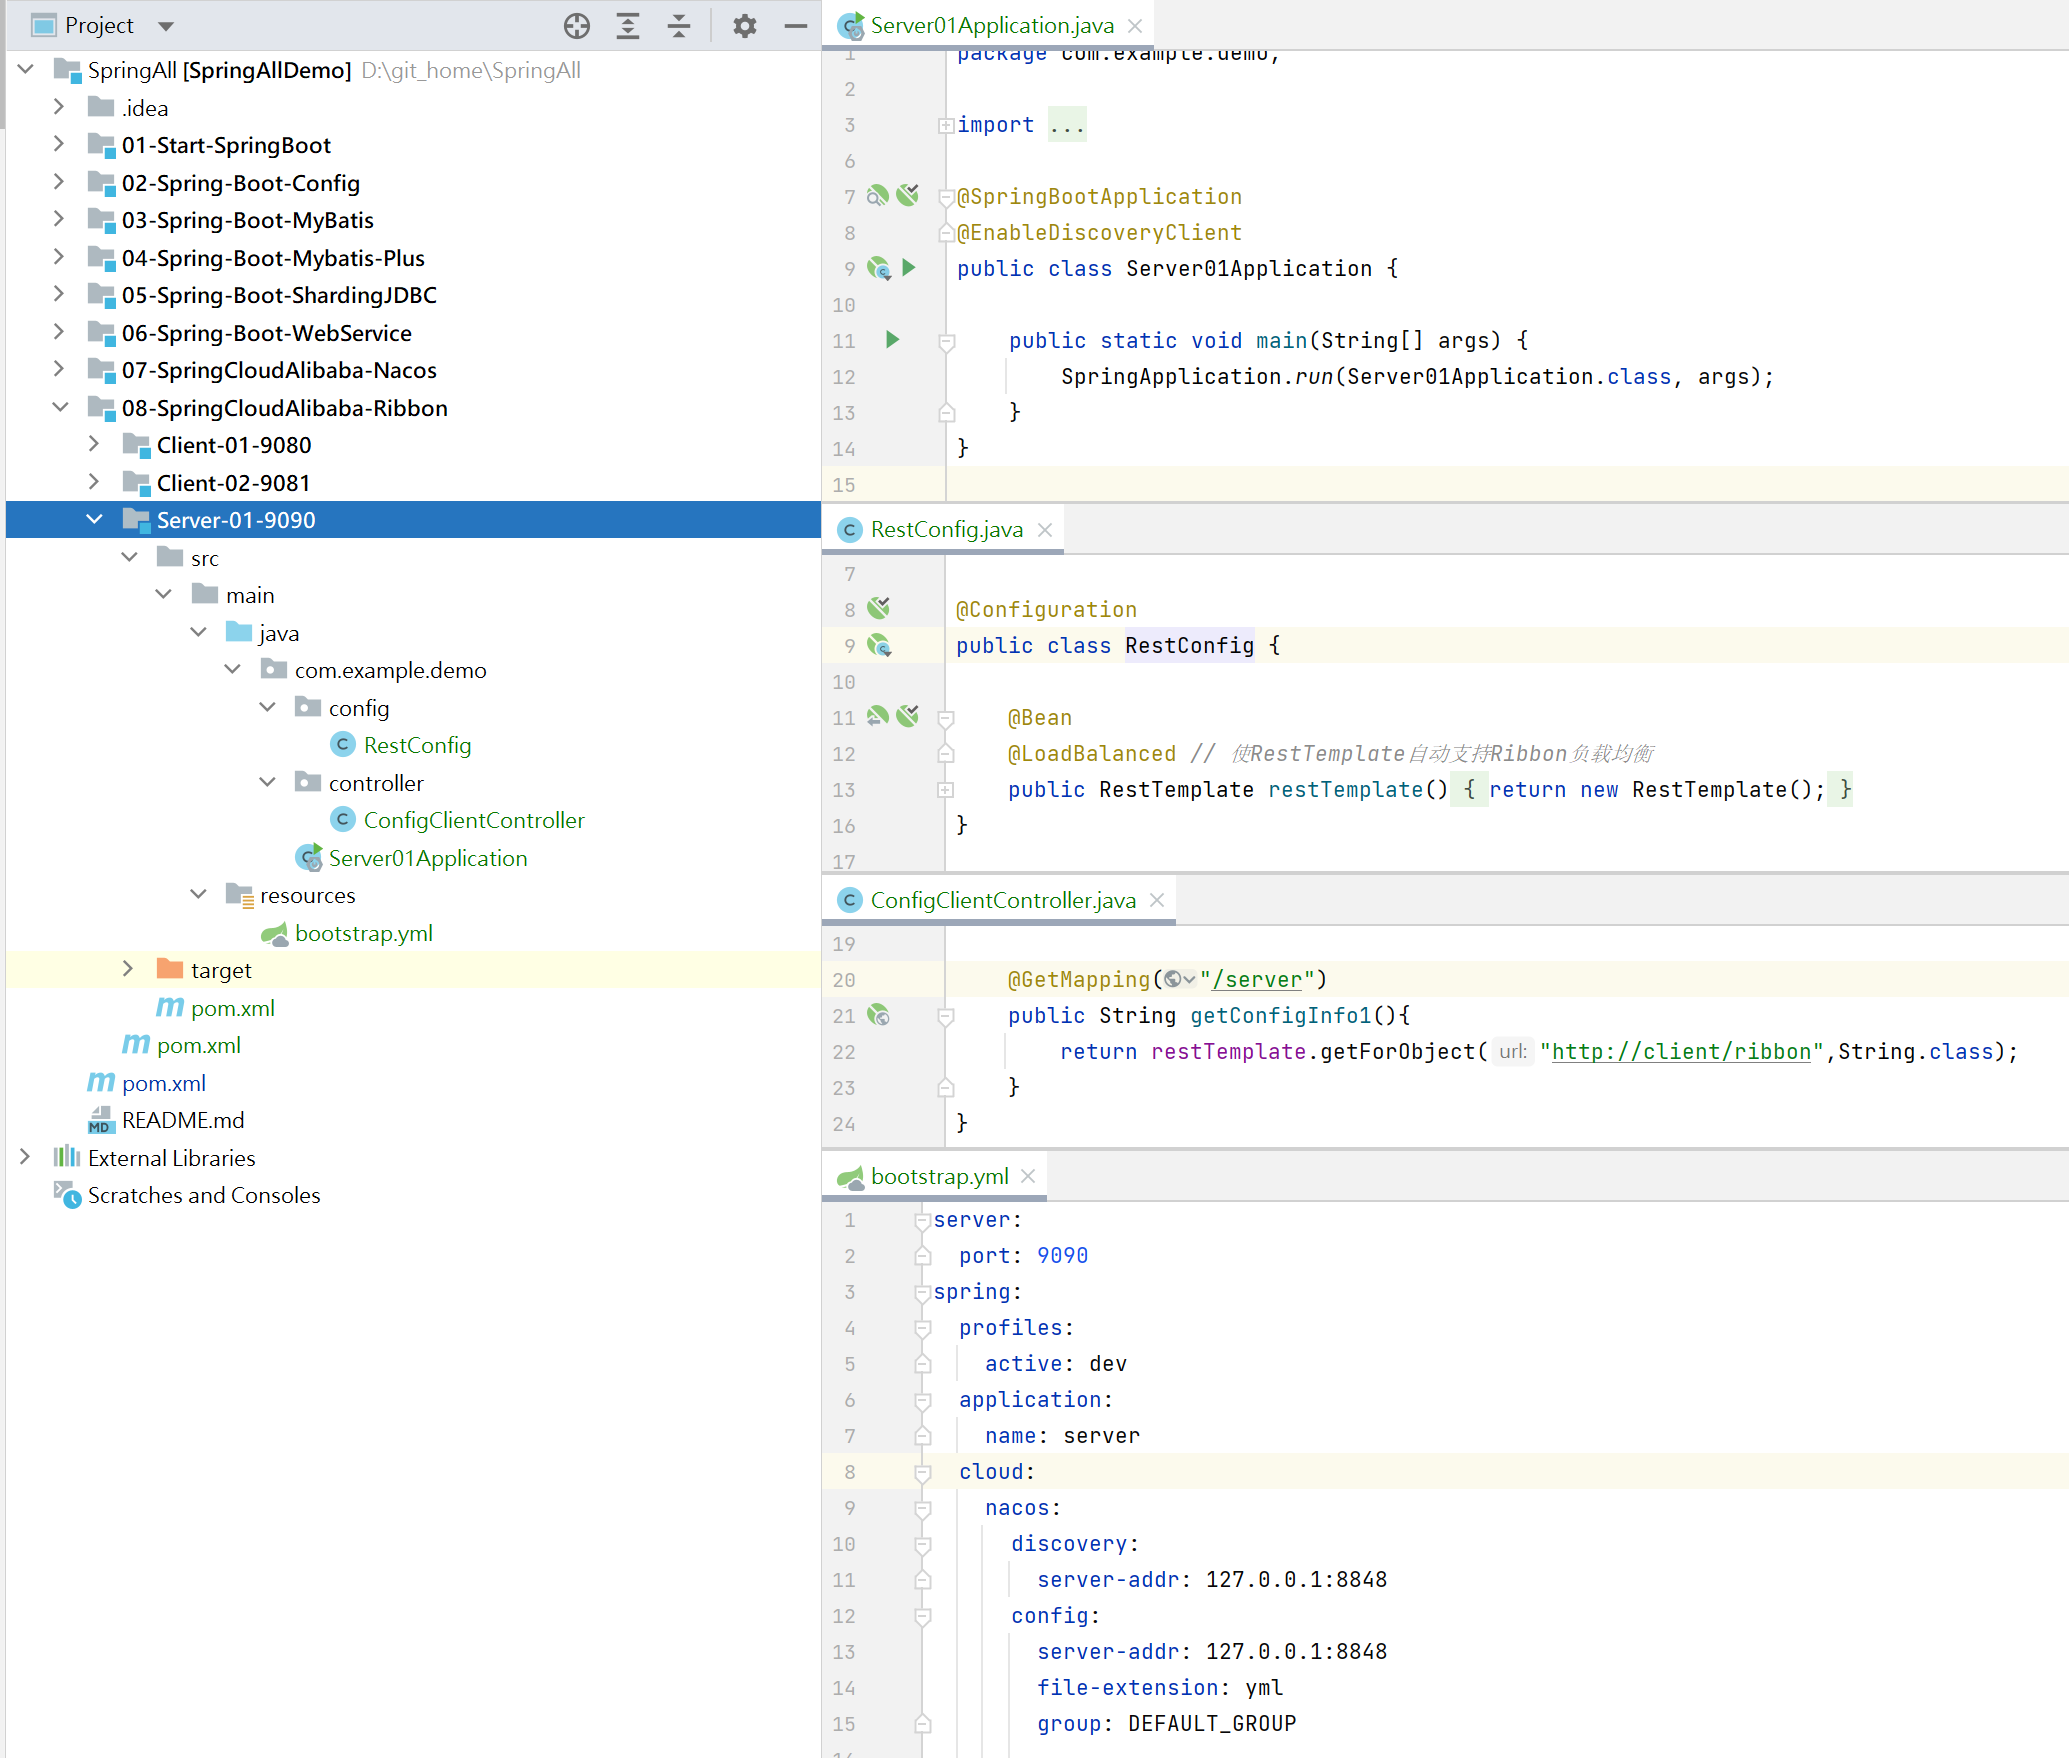 Project
SpringAll [SpringAllDemo] D:\git_home\SpringAll
.idea
01-Start-SpringBoot
02-Spring-Boot-Config
03-Spring-Boot-MyBatis
04-Spring-Boot-Mybatis-Plus
05-Spring-Boot-ShardingJDBC
06-Spring-Boot-WebService
07-SpringCloudAlibaba-Nacos
08-SpringCloudAlibaba-Ribbon
Client-01-9080
Client-02-9081
Server-01-9090
src
main
java
com.example.demo
config
RestConfig
controller
ConfigClientController
Server01Application
resources
bootstrap.yml
target
pom.xml
pom.xml
pom.xml
README.md
External Libraries
Scratches and Consoles
Server01Application.java
1 package com.example.demo;
2
3 import ...
6
7 @SpringBootApplication
8 @EnableDiscoveryClient
9 public class Server01Application {
10
11 public static void main(String[] args) {
12 SpringApplication.run(Server01Application.class, args);
13 }
14 }
15
RestConfig.java
7
8 @Configuration
9 public class RestConfig {
10
11 @Bean
12 @LoadBalanced // 使RestTemplate自动支持Ribbon负载均衡
13 public RestTemplate restTemplate() { return new RestTemplate(); }
16 }
17
ConfigClientController.java
19
20 @GetMapping("/server")
21 public String getConfigInfo1(){
22 return restTemplate.getForObject( url: "http://client/ribbon",String.class);
23 }
24 }
bootstrap.yml
1 server:
2 port: 9090
3 spring:
4 profiles:
5 active: dev
6 application:
7 name: server
8 cloud:
9 nacos:
10 discovery:
11 server-addr: 127.0.0.1:8848
12 config:
13 server-addr: 127.0.0.1:8848
14 file-extension: yml
15 group: DEFAULT_GROUP